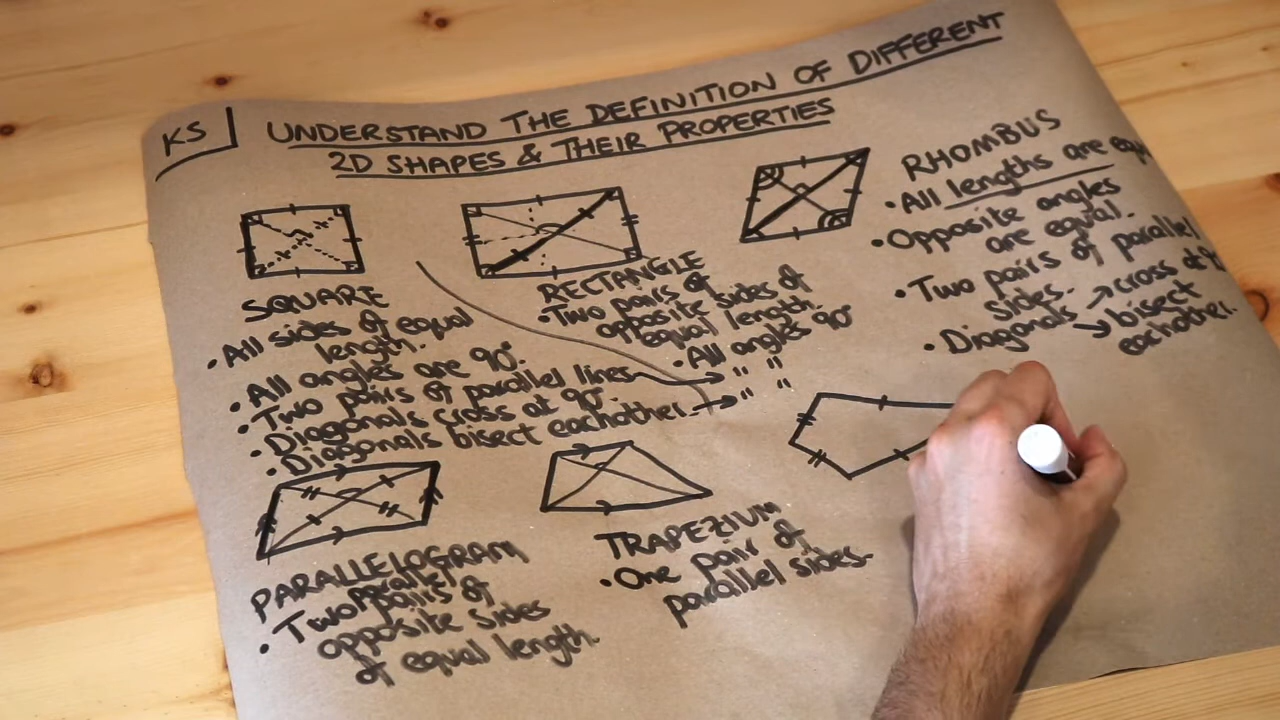 KS
UNDERSTAND THE DEFINITION OF DIFFERENT
2D SHAPES & THEIR PROPERTIES
SQUARE
• All sides of equal
length.
• All angles are 90°.
• Two pairs of parallel lines
• Diagonals cross at 90°
• Diagonals bisect eachother.
RECTANGLE
• Two pairs of
opposite sides of
equal length.
• All angles 90°
" "
" "
RHOMBUS
• All lengths are
• Opposite angles
are equal.
• Two pairs of parallel
sides.
• Diagonals → cross at
→ bisect
eachother.
PARALLELOGRAM
parallel
• Two pairs of
opposite sides
of equal length.
TRAPEZIUM
• One pair of
parallel sides.